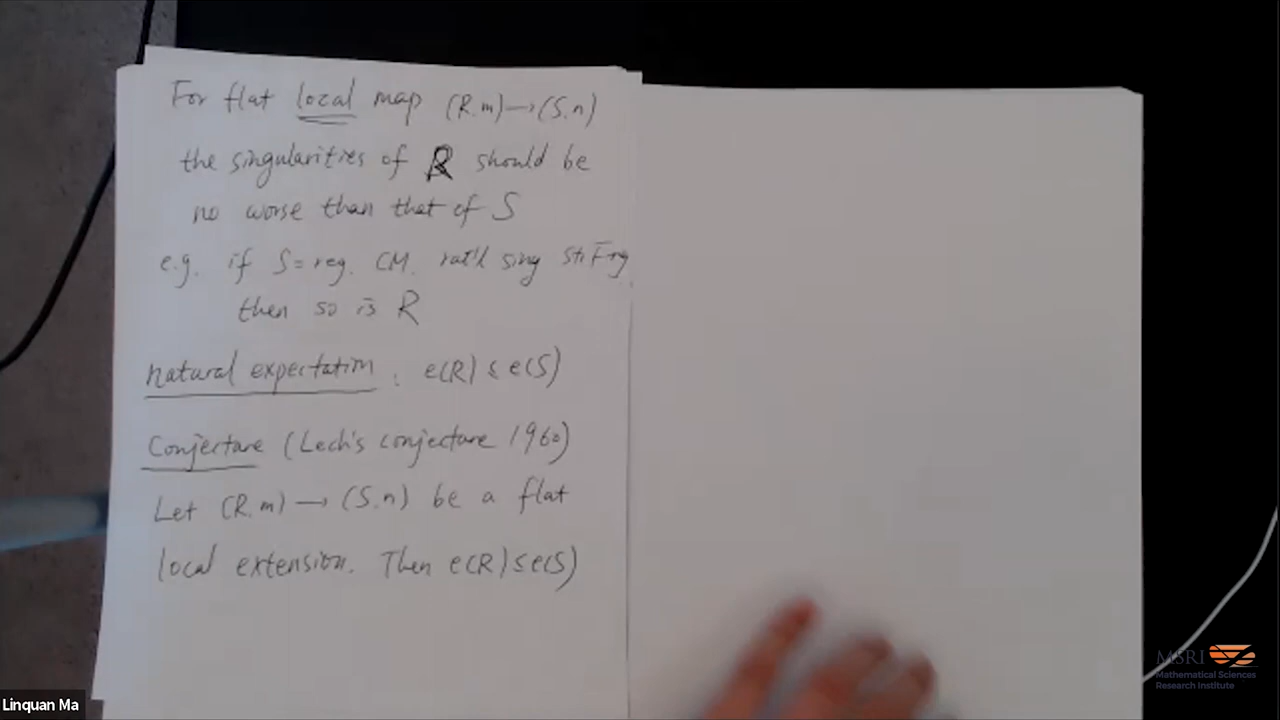 For flat local map (R.m)→(S.n)
the singularities of R should be
no worse than that of S
e.g. if S=reg. CM. rat'l sing str F-rg
then so is R
natural expectation : e(R) ≤ e(S)
Conjecture (Lech's conjecture 1960)
Let (R.m) → (S.n) be a flat
local extension. Then e(R) ≤ e(S)
MSRI
Mathematical Sciences
Research Institute
Linquan Ma